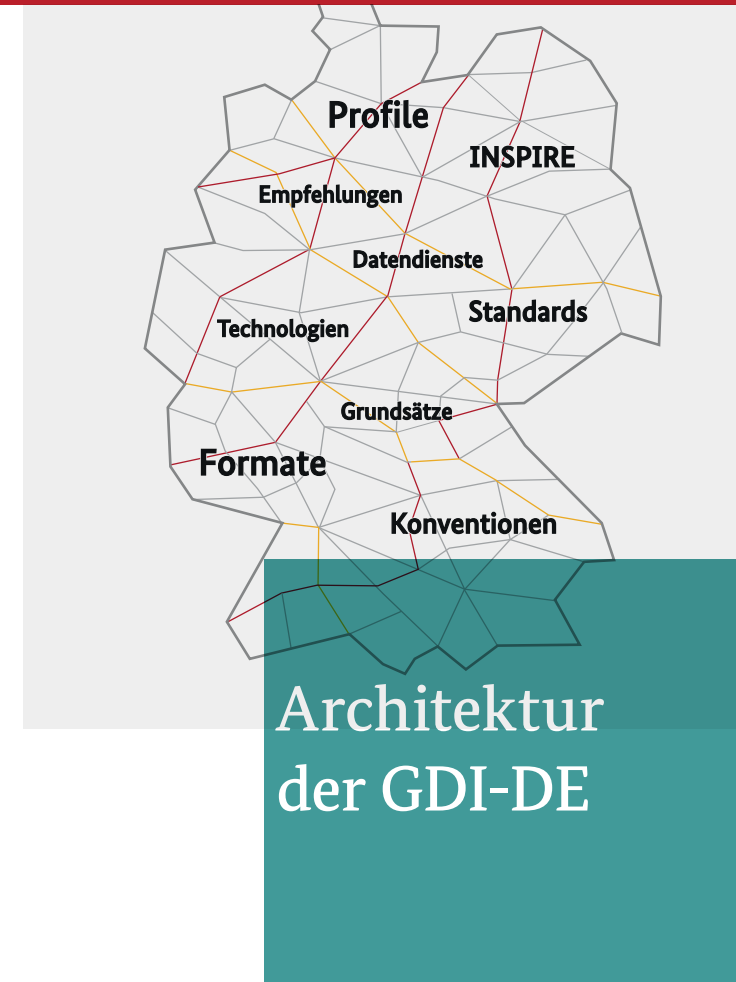 Profile
INSPIRE
Empfehlungen
Datendienste
Standards
Technologien
Grundsätze
Formate
Konventionen
Architektur
der GDI-DE